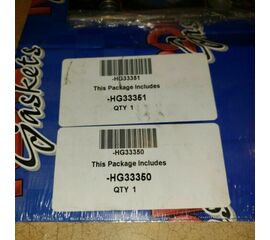 Gaskets
-HG33351
This Package Includes
-HG33351
QTY 1
-HG33350
This Package Includes
-HG33350
QTY 1